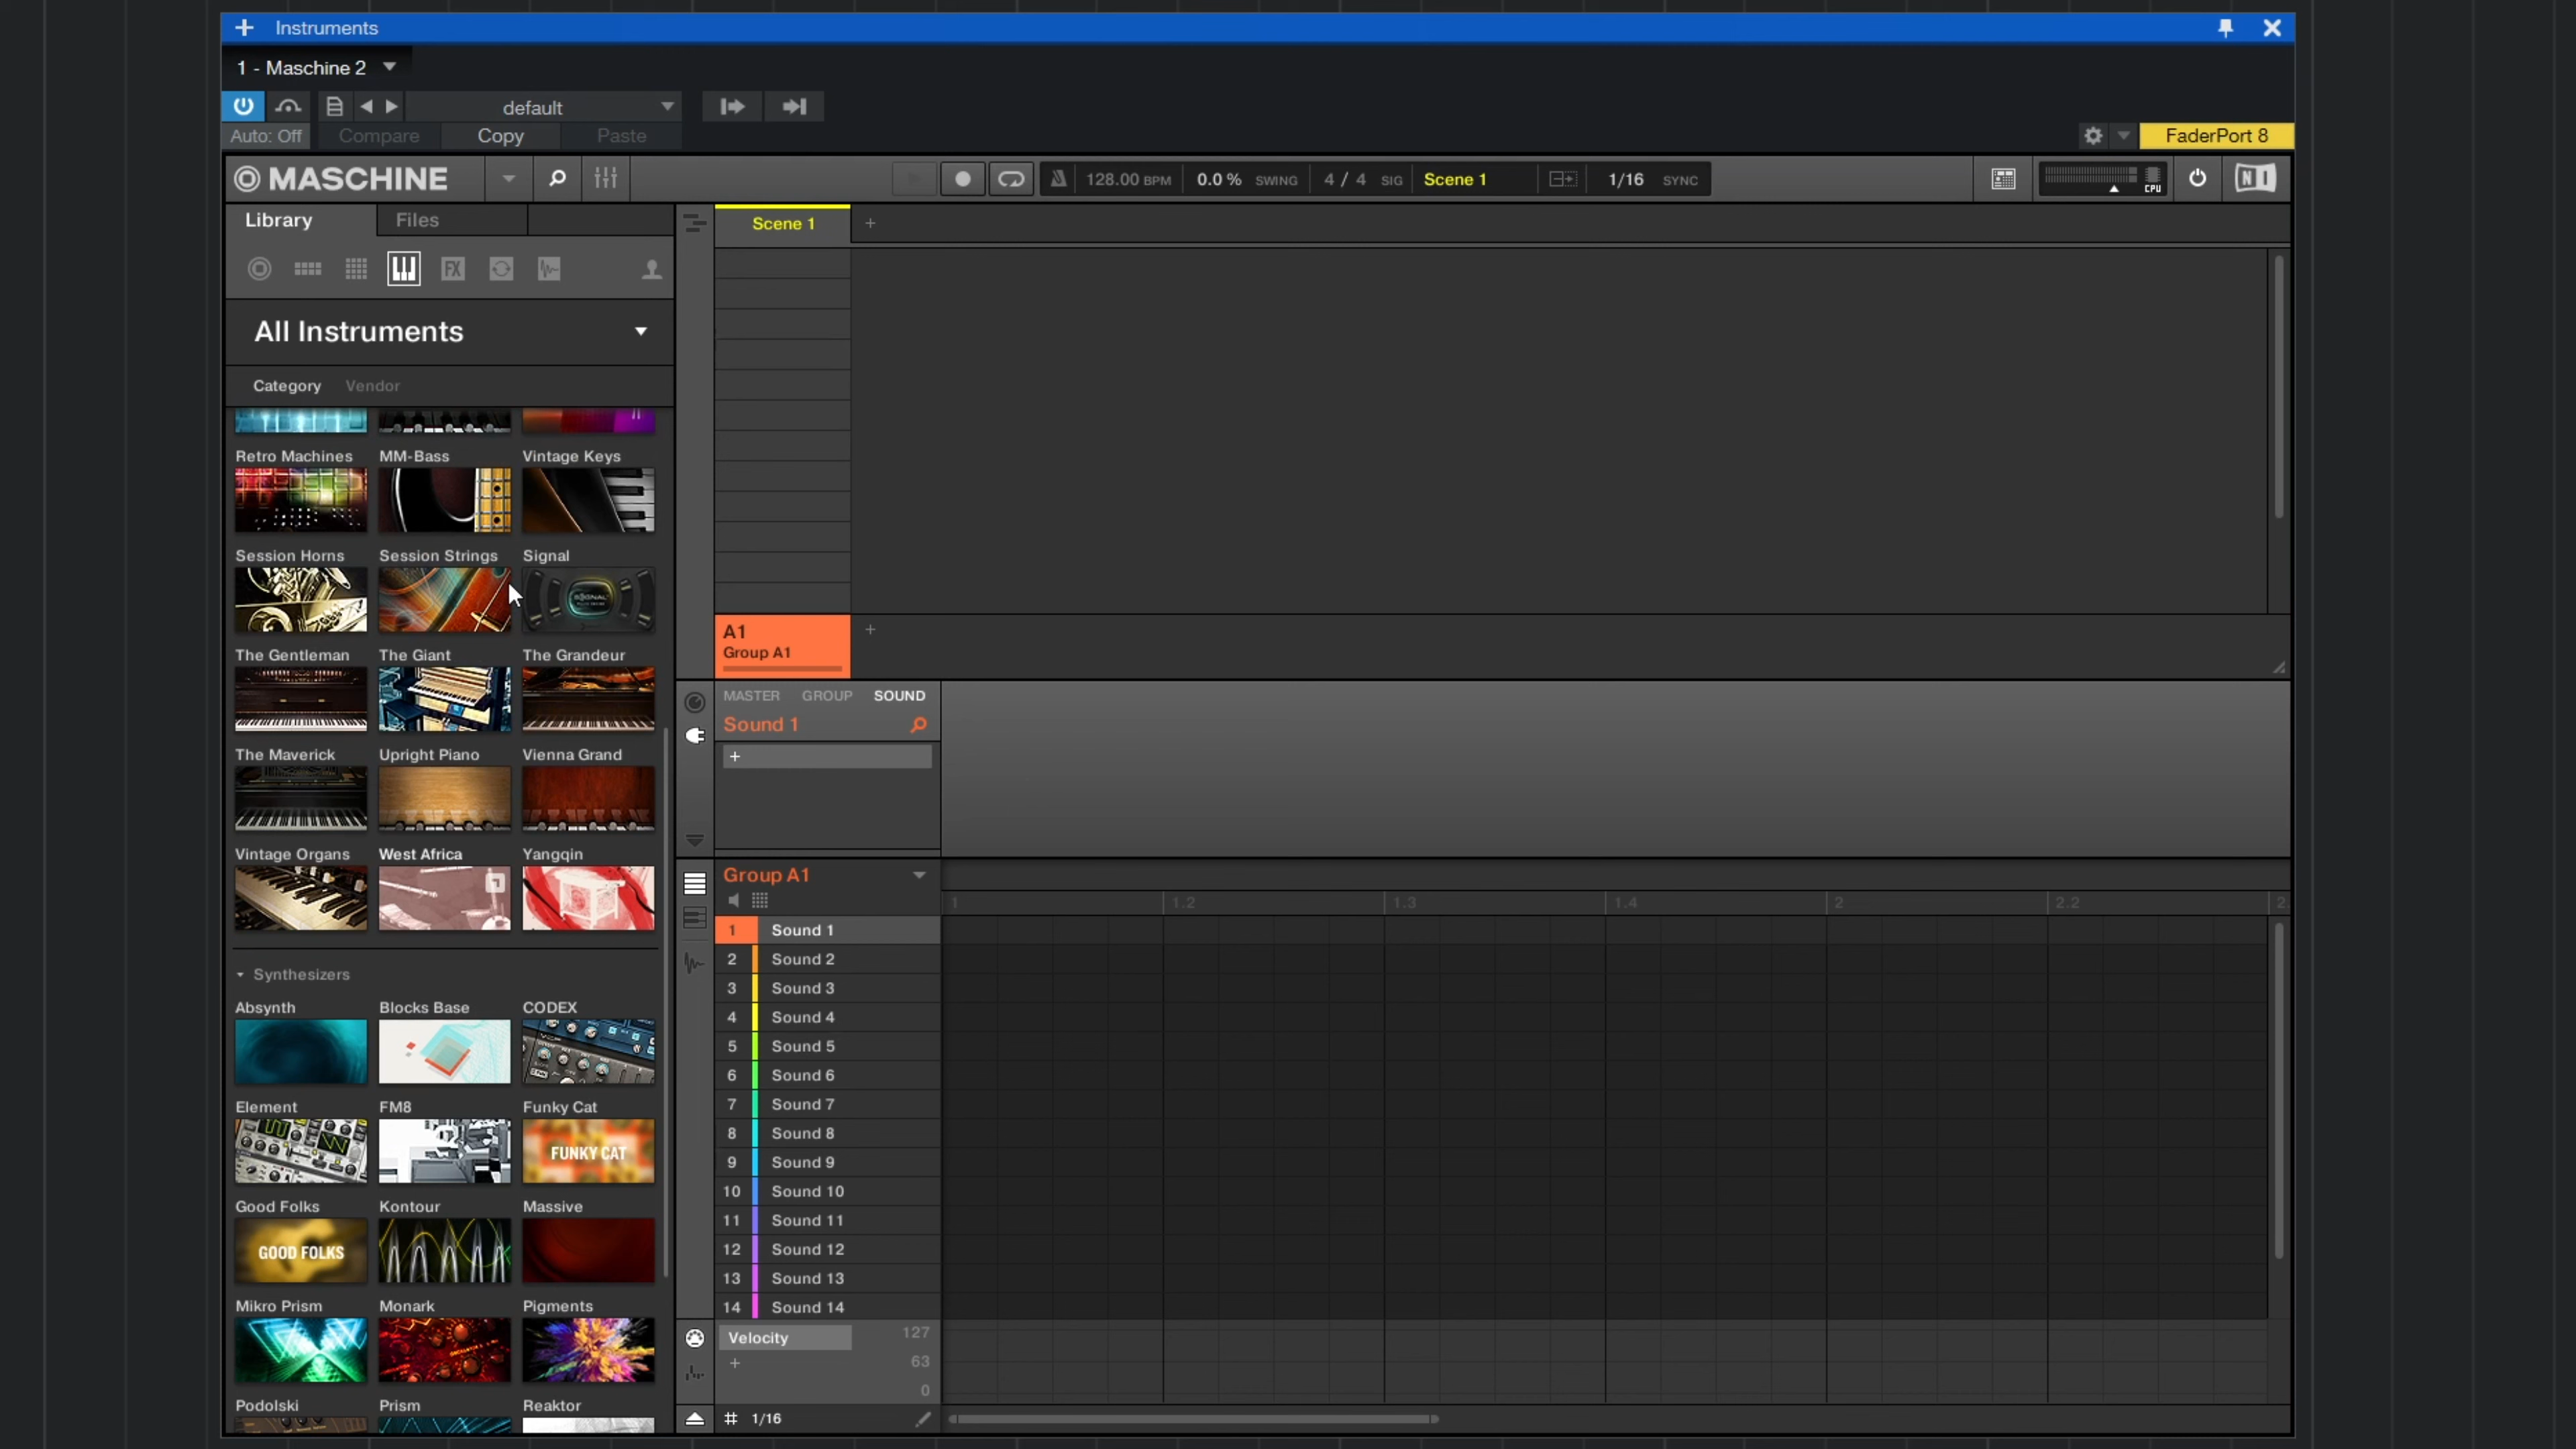 Instruments
1 - Maschine 2
default
Auto: Off Compare Copy Paste
FaderPort 8
MASCHINE
128.00 BPM 0.0 % SWING 4 / 4 SIG Scene 1 1/16 SYNC
CPU
Library Files
FX
Scene 1 +
All Instruments
Category Vendor
Retro Machines MM-Bass Vintage Keys
Session Horns Session Strings Signal
SIGNAL
The Gentleman The Giant The Grandeur
The Maverick Upright Piano Vienna Grand
Vintage Organs West Africa Yangqin
Synthesizers
Absynth Blocks Base CODEX
Element FM8 Funky Cat
FUNKY CAT
Good Folks Kontour Massive
GOOD FOLKS
Mikro Prism Monark Pigments
Podolski Prism Reaktor
A1 +
Group A1
MASTER GROUP SOUND
Sound 1
+
Group A1
1 1.2 1.3 1.4 2 2.2 2.
1 Sound 1
2 Sound 2
3 Sound 3
4 Sound 4
5 Sound 5
6 Sound 6
7 Sound 7
8 Sound 8
9 Sound 9
10 Sound 10
11 Sound 11
12 Sound 12
13 Sound 13
14 Sound 14
Velocity 127
+ 63
0
# 1/16